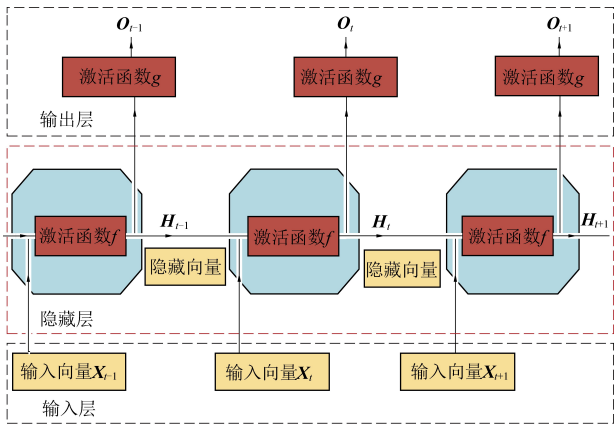 O_{t−1} O_t O_{t+1}
激活函数g 激活函数g 激活函数g
输出层
H_{t−1} H_t H_{t+1}
激活函数f 激活函数f 激活函数f
隐藏向量 隐藏向量
隐藏层
输入向量X_{t−1} 输入向量X_t 输入向量X_{t+1}
输入层